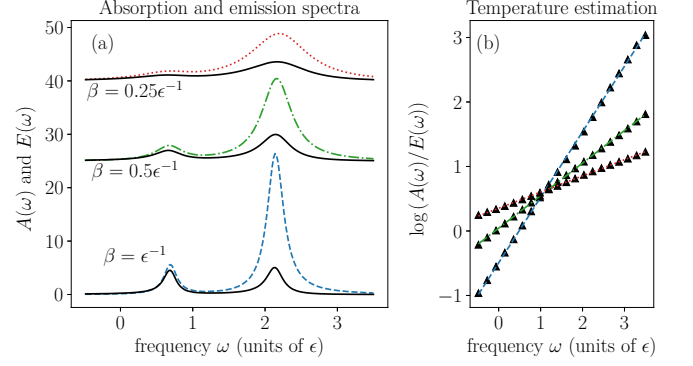 Absorption and emission spectra
(a)
50
40
30
20
10
0
A(ω) and E(ω)
β = 0.25ϵ⁻¹
β = 0.5ϵ⁻¹
β = ϵ⁻¹
0 1 2 3
frequency ω (units of ϵ)
Temperature estimation
(b)
3
2
1
0
−1
log (A(ω)/E(ω))
0 1 2 3
frequency ω (units of ϵ)